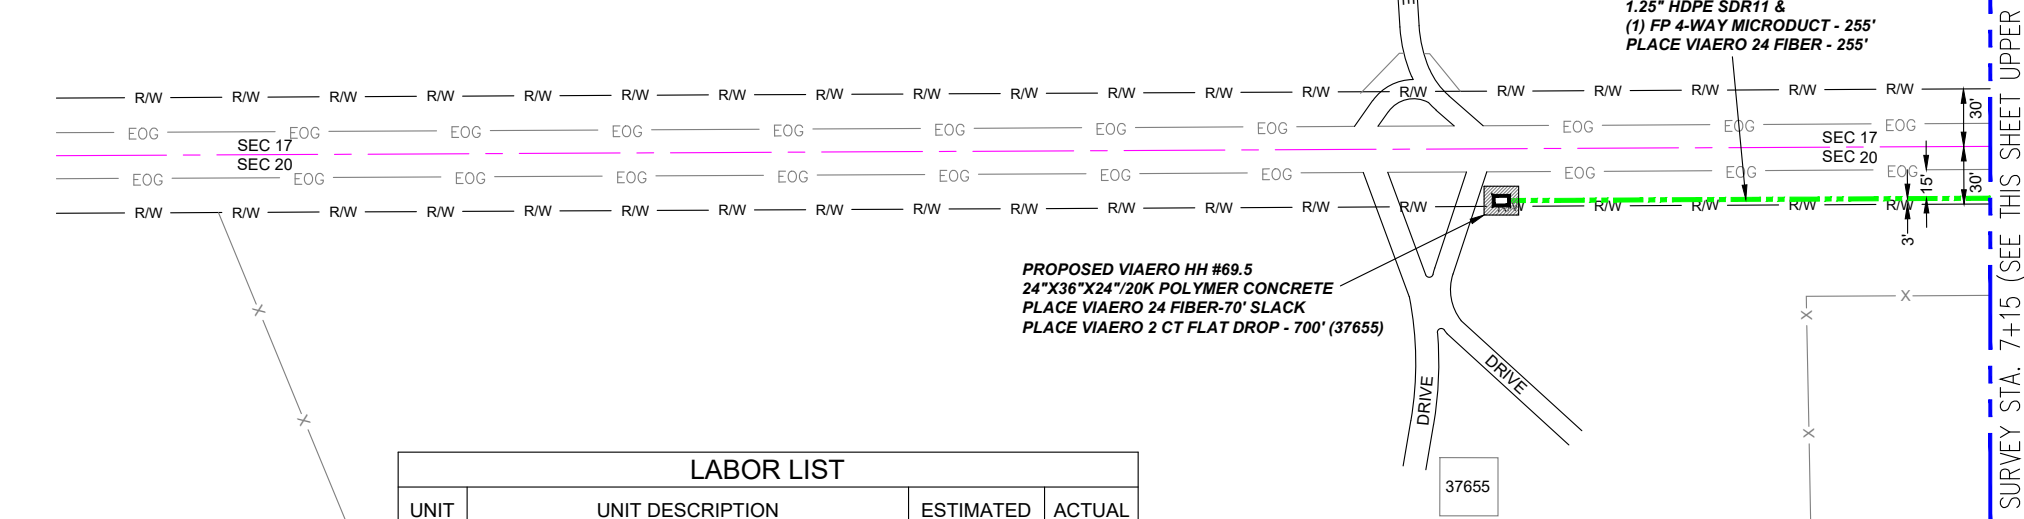 1.25" HDPE SDR11 &
(1) FP 4-WAY MICRODUCT - 255'
PLACE VIAERO 24 FIBER - 255'
R/W R/W R/W R/W R/W R/W R/W R/W R/W R/W R/W R/W R/W R/W R/W R/W R/W R/W R/W
30'
EOG EOG EOG EOG EOG EOG EOG EOG EOG EOG EOG
SEC 17 SEC 17
SEC 20 SEC 20
EOG EOG EOG EOG EOG EOG EOG EOG EOG EOG EOG
15' 30'
R/W R/W R/W R/W R/W R/W R/W R/W R/W R/W R/W R/W R/W R/W R/W R/W R/W R/W R/W
3'
PROPOSED VIAERO HH #69.5
24"X36"X24"/20K POLYMER CONCRETE
PLACE VIAERO 24 FIBER-70' SLACK
PLACE VIAERO 2 CT FLAT DROP - 700' (37655)
X X
X X
X X
DRIVE
DRIVE
37655
SURVEY STA. 7+15 (SEE THIS SHEET UPPER
LABOR LIST
UNIT UNIT DESCRIPTION ESTIMATED ACTUAL